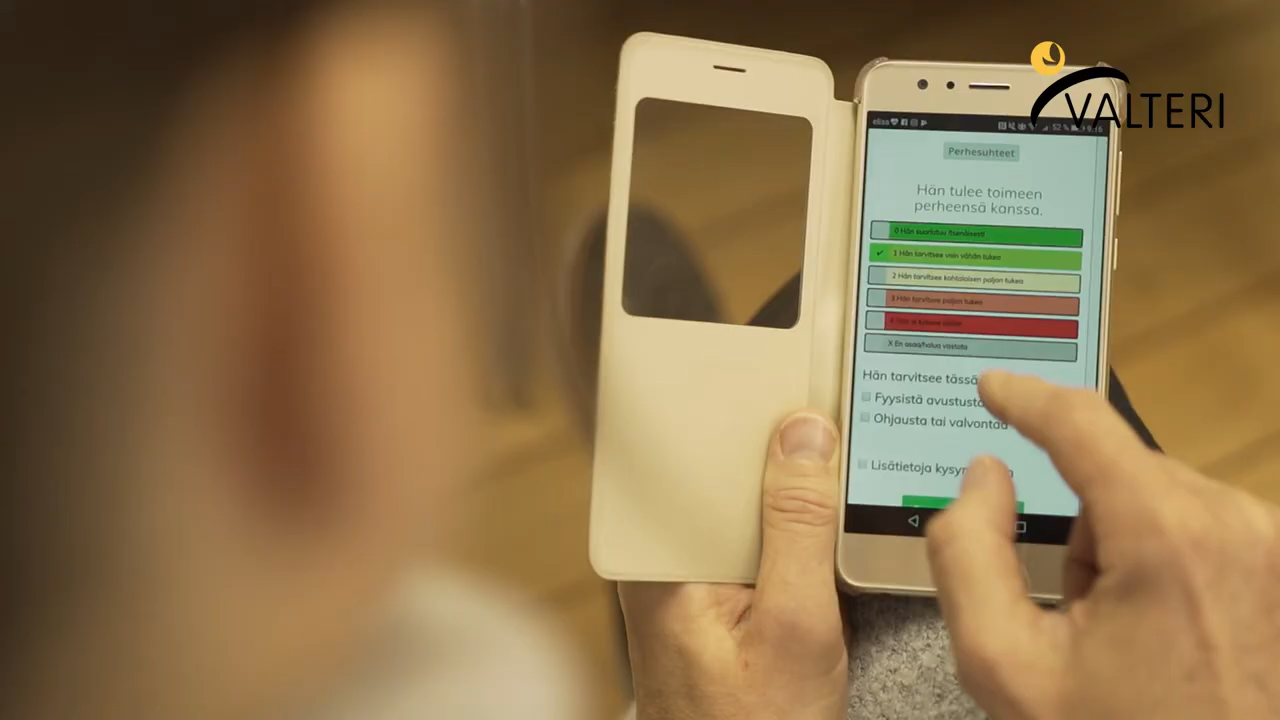 VALTERI
elisa
Perhesuhteet
Hän tulee toimeen
perheensä kanssa.
0 Hän suoriutuu itsenäisesti
1 Hän tarvitsee vain vähän tukea
2 Hän tarvitsee kohtalaisen paljon tukea
3 Hän tarvitsee paljon tukea
X En osaa/halua vastata
Hän tarvitsee tässä
Fyysistä avustusta
Ohjausta tai valvontaa
Lisätietoja